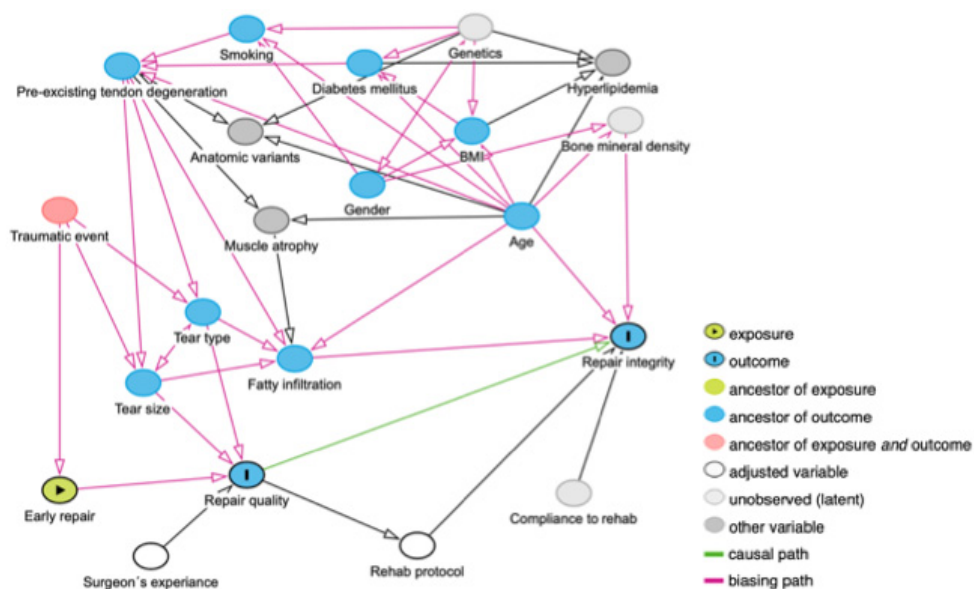 Smoking
Genetics
Pre-excisting tendon degeneration
Diabetes mellitus
Hyperlipidemia
Anatomic variants
BMI
Bone mineral density
Gender
Traumatic event
Muscle atrophy
Age
Tear type
Fatty infiltration
Repair integrity
Tear size
Early repair
Repair quality
Compliance to rehab
Surgeon´s experiance
Rehab protocol
exposure
outcome
ancestor of exposure
ancestor of outcome
ancestor of exposure and outcome
adjusted variable
unobserved (latent)
other variable
causal path
biasing path